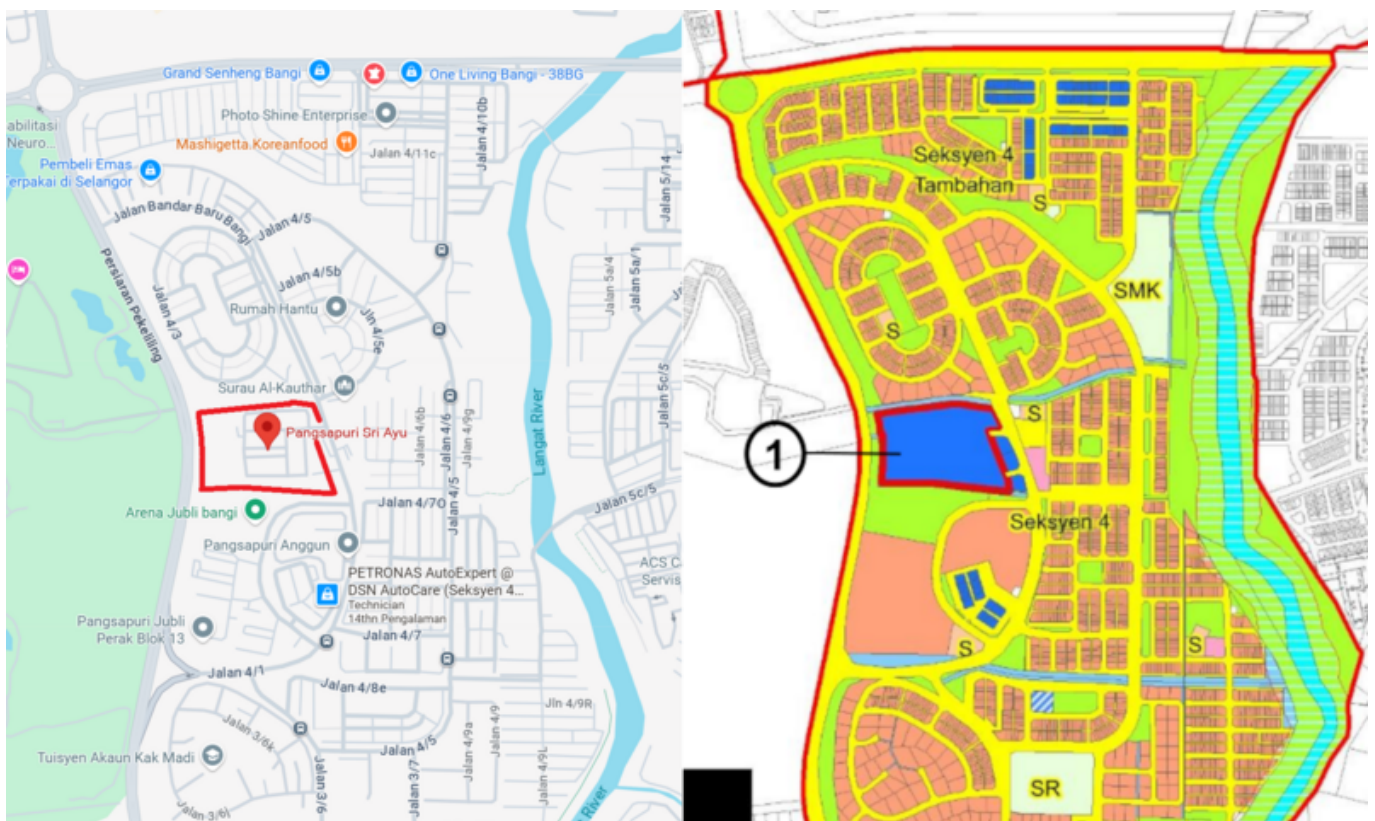 Grand Senheng Bangi
One Living Bangi - 38BG
Photo Shine Enterprise
Mashigetta Koreanfood
Jalan 4/10b
Jalan 4/11c
abilitasi
Neuro...
Pembeli Emas
Terpakai di Selangor
Jalan Bandar Baru Bangi
Jalan 4/5
Jalan 5/14
Persiaran Pekeliling
Jalan 4/3
Jalan 4/5b
Rumah Hantu
Jln 4/5e
Jalan 5a/4
Jalan 5a/1
Surau Al-Kauthar
Pangsapuri Sri Ayu
Jalan 4/6b
Jalan 4/6
Jalan 4/9g
Langat River
Jalan 5c/5
Jalan 4/7O
Jalan 4/5
Jalan 5c/5
Arena Jubli bangi
Pangsapuri Anggun
ACS C
Servis
PETRONAS AutoExpert @
DSN AutoCare (Seksyen 4...
Technician
14thn Pengalaman
Pangsapuri Jubli
Perak Blok 13
Jalan 4/7
Jalan 4/1
Jalan 4/8e
Jln 4/9R
Jalan 3/6k
Jalan 4/5
Jalan 4/9a
Jalan 4/9
Jalan 4/9L
Tuisyen Akaun Kak Madi
Jalan 3/6
Jalan 3/7
Jalan 3/6j
River
Seksyen 4
Tambahan
S
SMK
S
S
1
Seksyen 4
S
S
SR